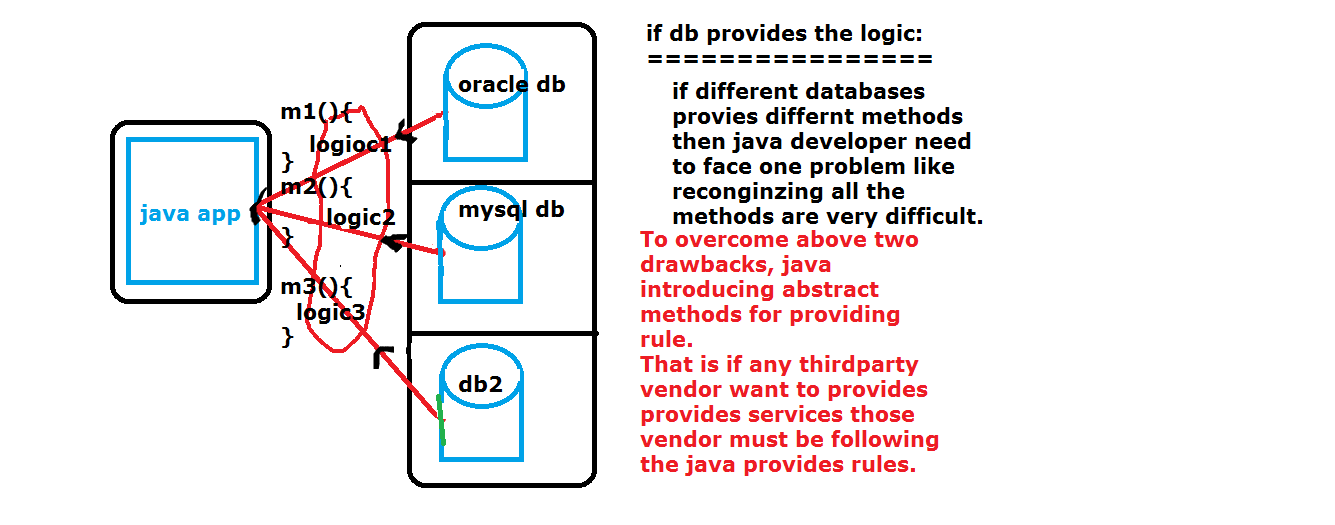 java app
m1(){
logioc1
}
m2(){
logic2
}
m3(){
logic3
}
oracle db
mysql db
db2
if db provides the logic:
================
if different databases
provies differnt methods
then java developer need
to face one problem like
reconginzing all the
methods are very difficult.
To overcome above two
drawbacks, java
introducing abstract
methods for providing
rule.
That is if any thirdparty
vendor want to provides
provides services those
vendor must be following
the java provides rules.